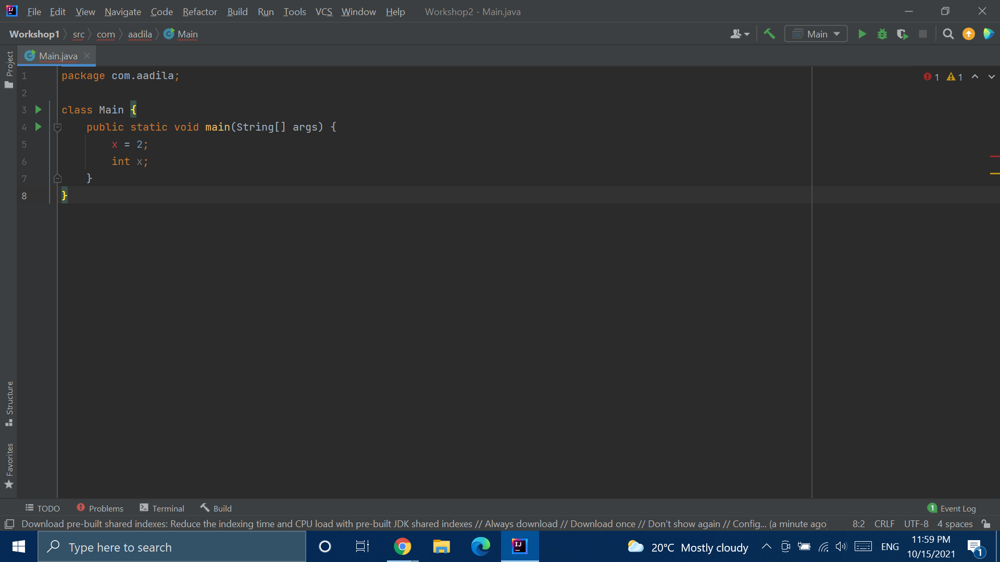 File Edit View Navigate Code Refactor Build Run Tools VCS Window Help Workshop2 - Main.java
Workshop1 src com aadila Main Main
Main.java
Project
1 package com.aadila; 1 1
2
3 class Main {
4 public static void main(String[] args) {
5 x = 2;
6 int x;
7 }
8 }
Structure
Favorites
TODO Problems Terminal Build 1 Event Log
Download pre-built shared indexes: Reduce the indexing time and CPU load with pre-built JDK shared indexes // Always download // Download once // Don't show again // Config... (a minute ago 8:2 CRLF UTF-8 4 spaces
Type here to search 20°C Mostly cloudy ENG 11:59 PM
10/15/2021 1